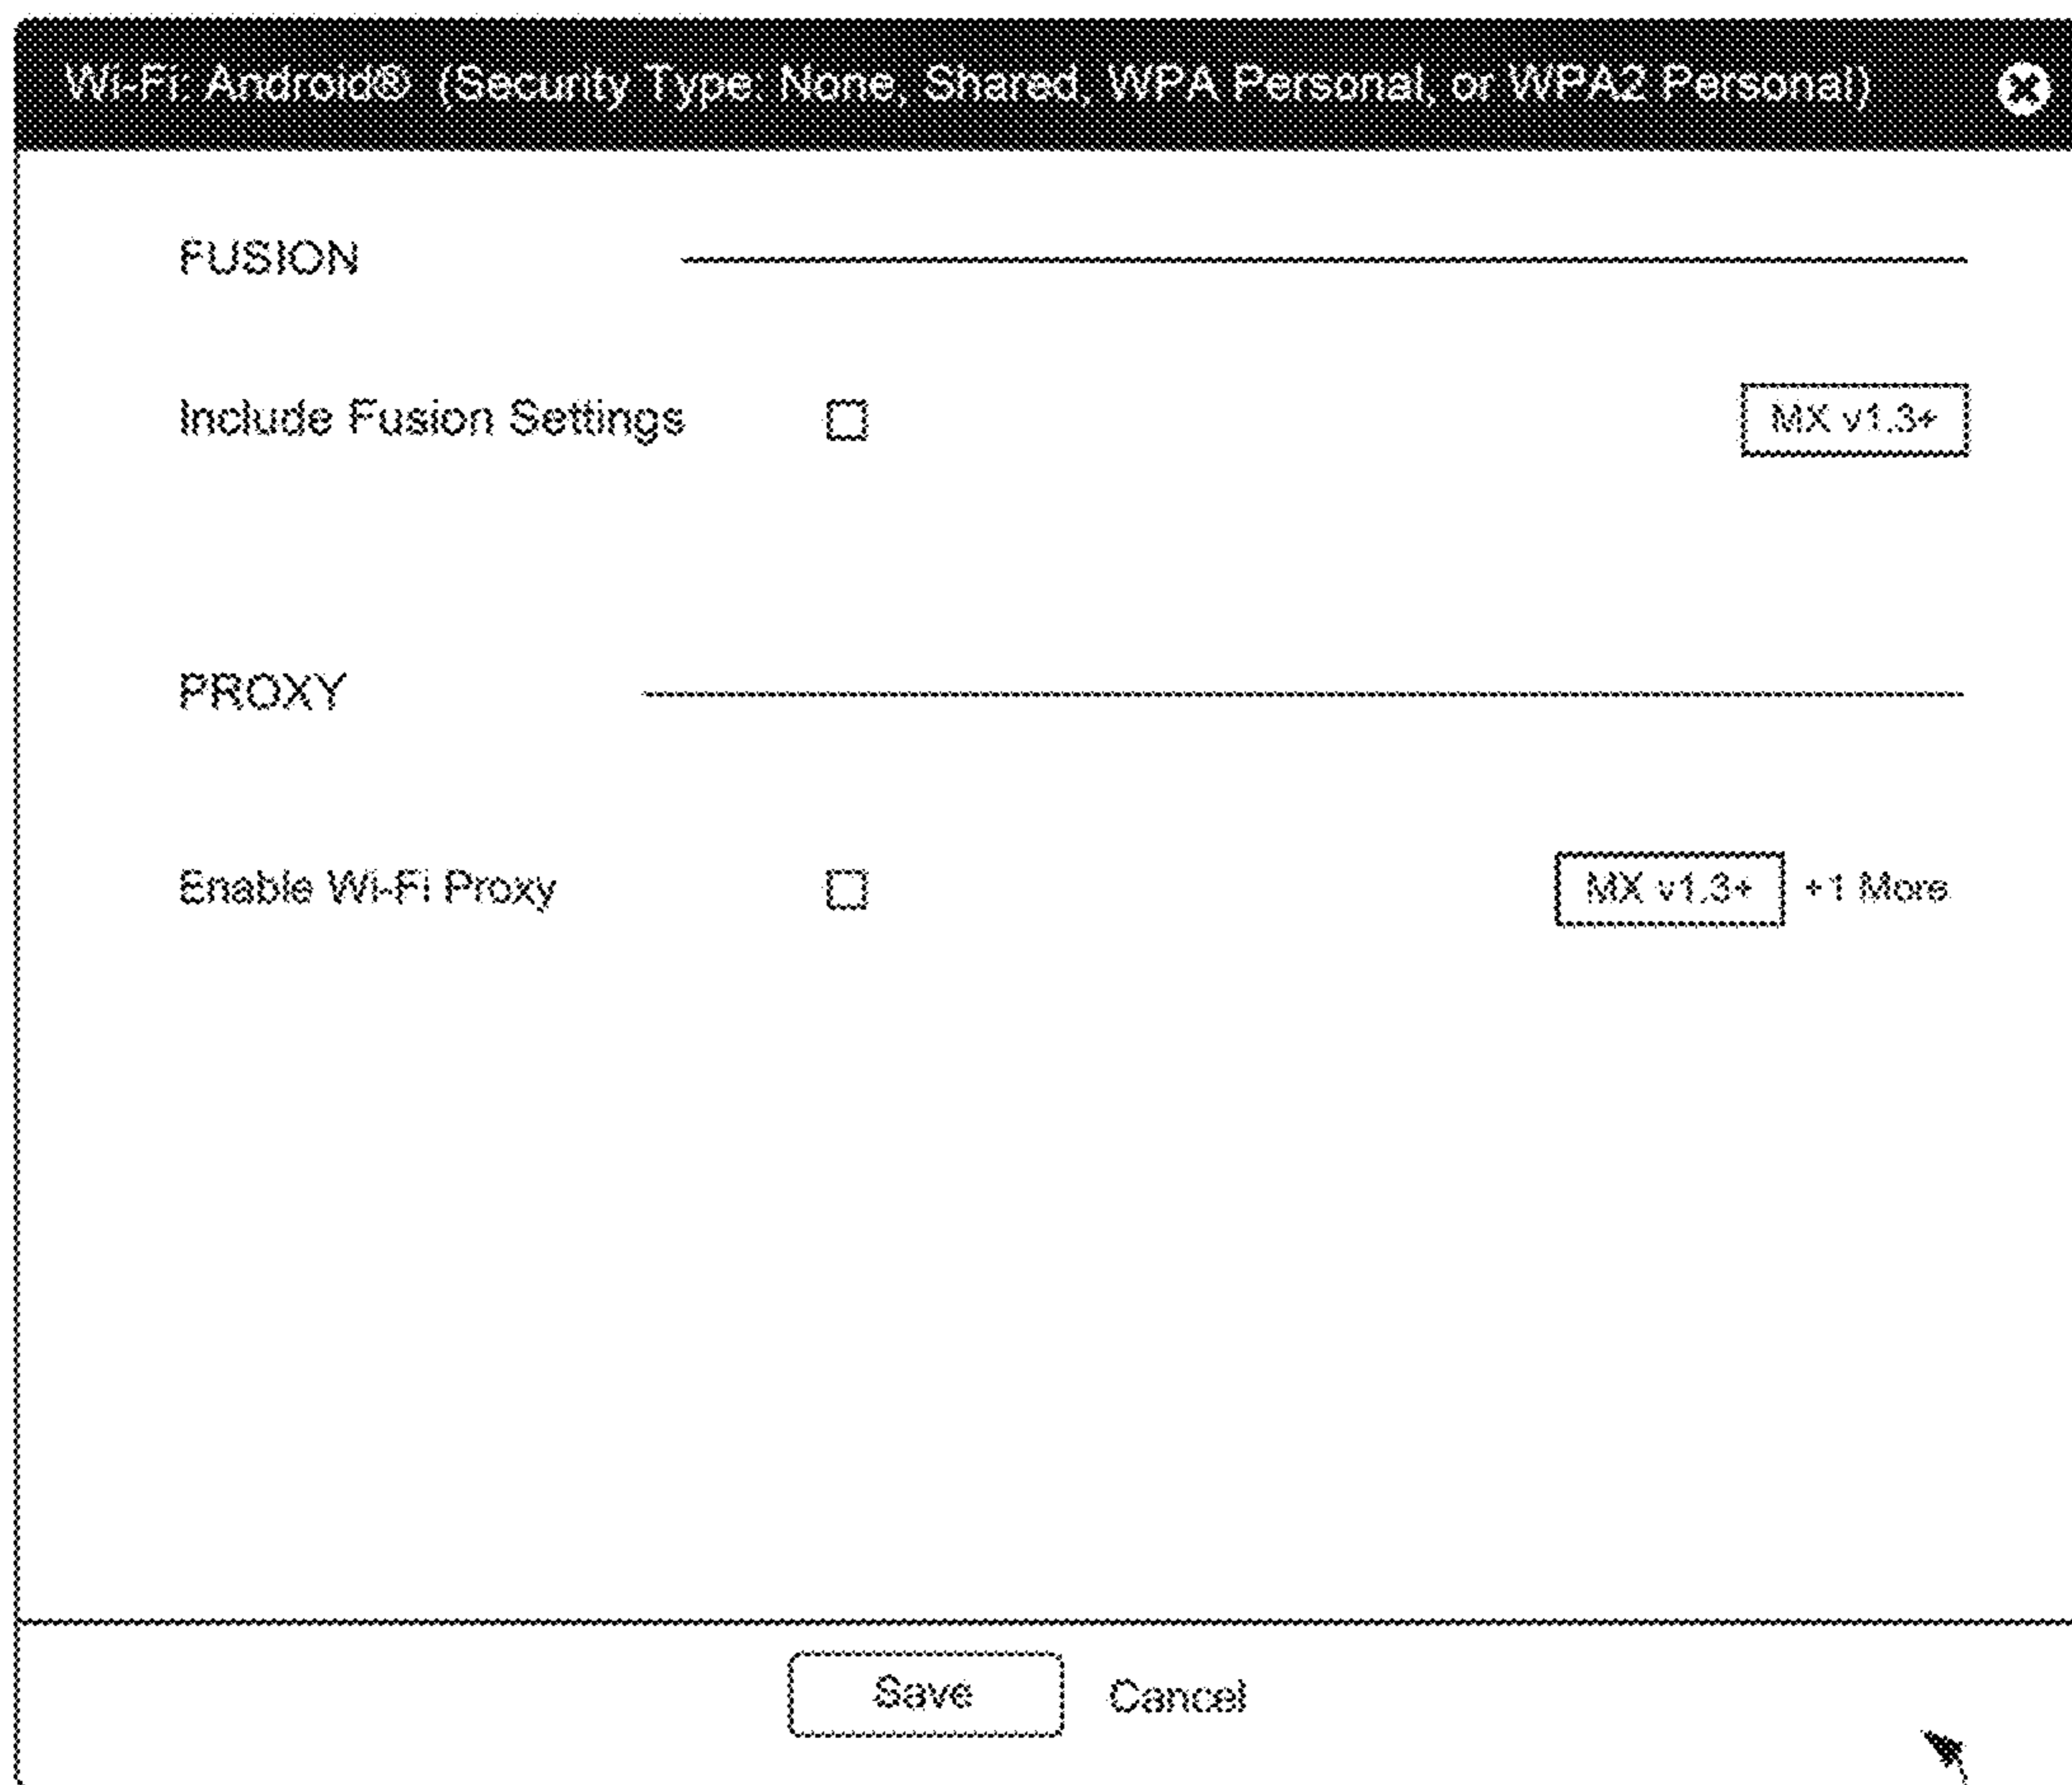 Wi-Fi: Android® (Security Type: None, Shared, WPA Personal, or WPA2 Personal)
FUSION
Include Fusion Settings MX v1.3+
PROXY
Enable Wi-Fi Proxy MX v1.3+ +1 More
Save Cancel